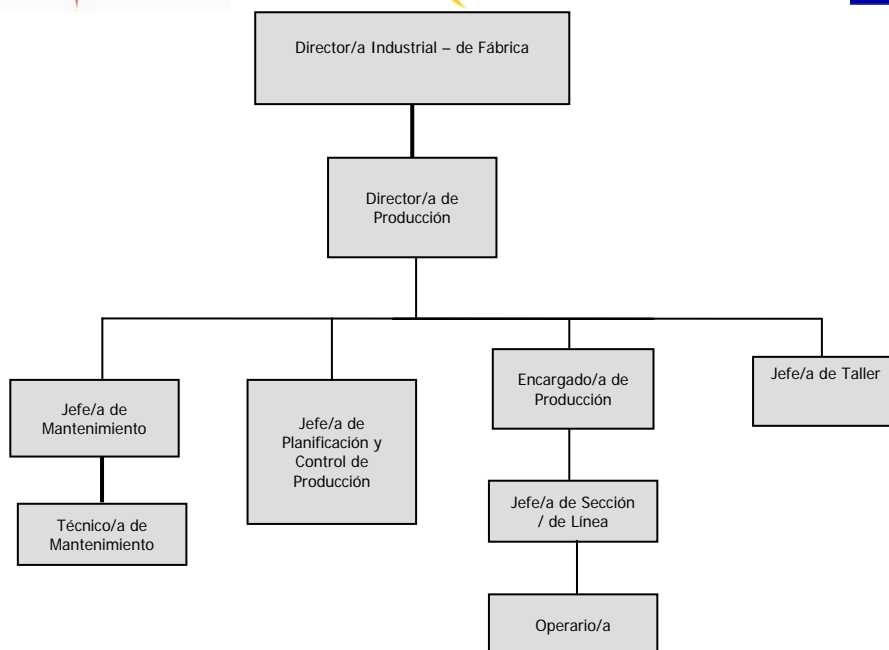 Director/a Industrial – de Fábrica
Director/a de
Producción
Jefe/a de
Mantenimiento
Técnico/a de
Mantenimiento
Jefe/a de
Planificación y
Control de
Producción
Encargado/a de
Producción
Jefe/a de Sección
/ de Línea
Operario/a
Jefe/a de Taller